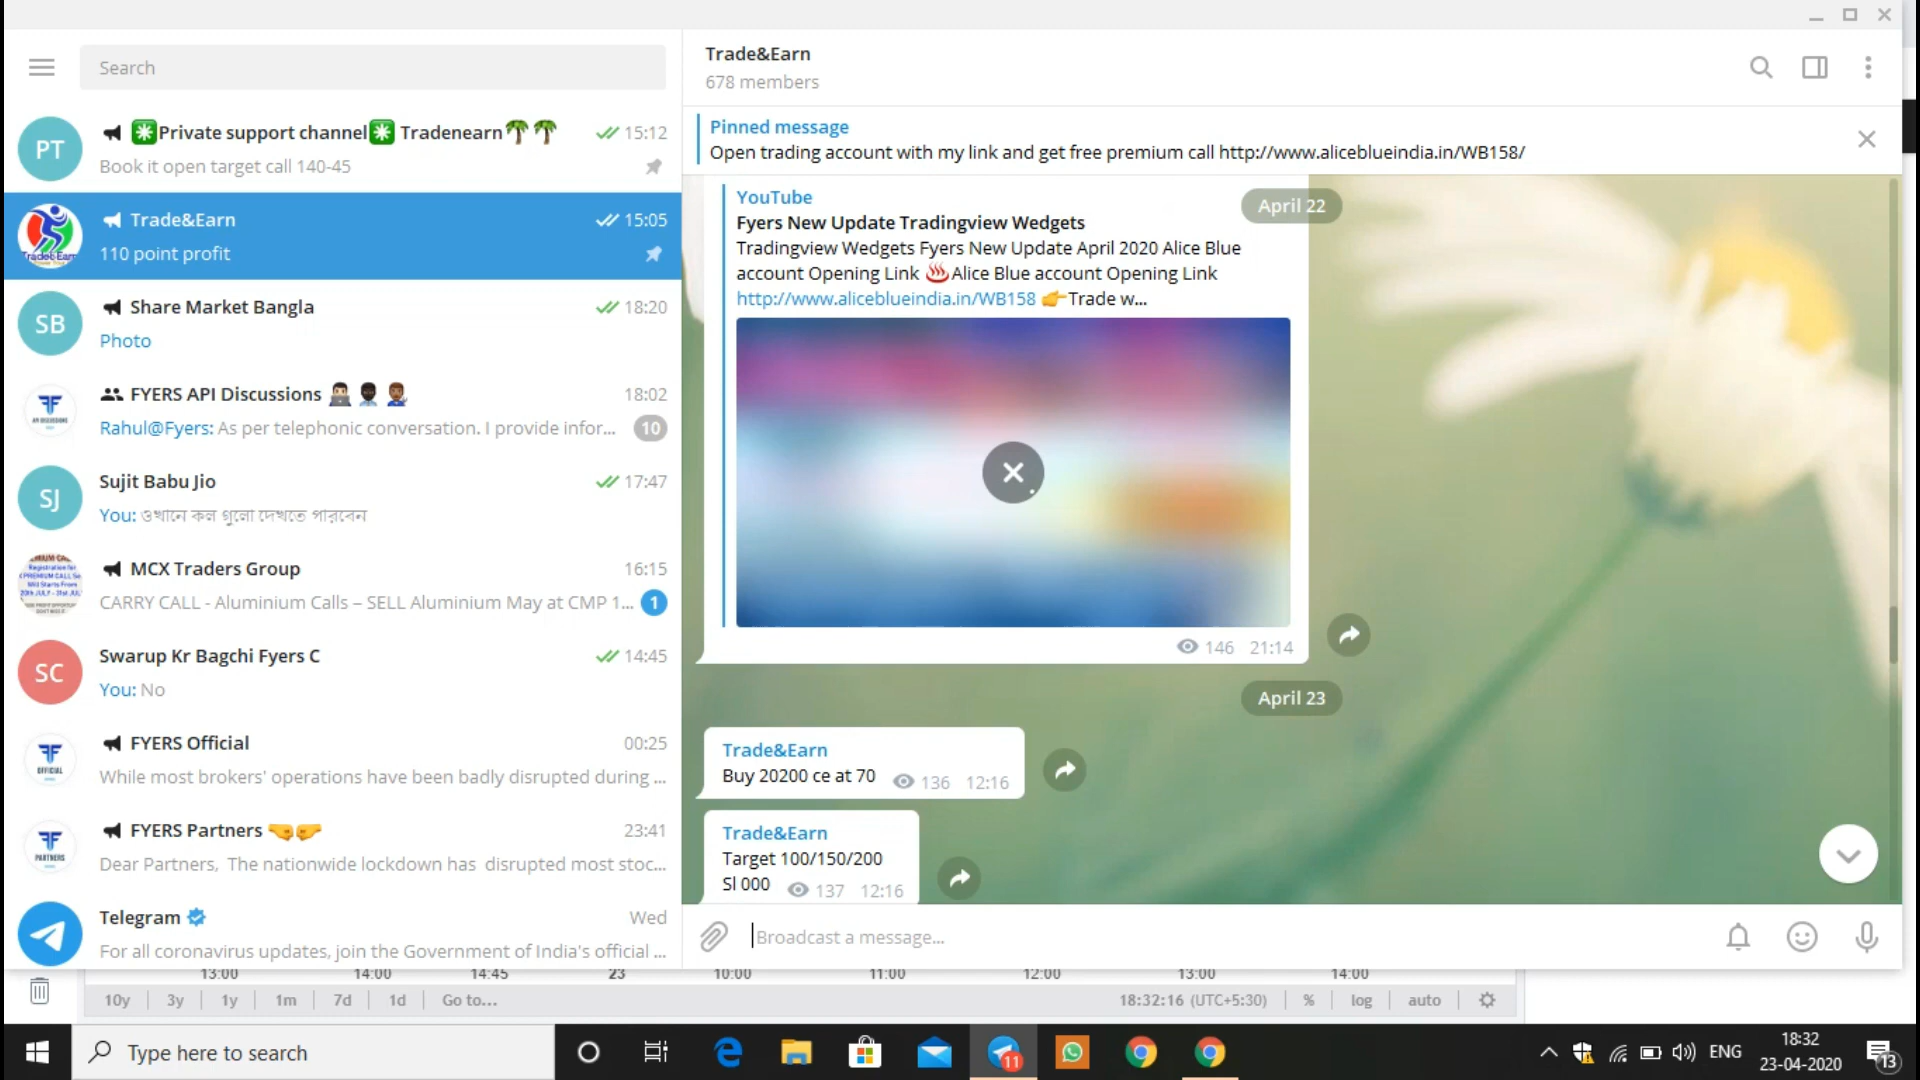 Search
PT
Private support channel Tradenearn
15:12
Book it open target call 140-45
Trade&Earn
15:05
110 point profit
SB
Share Market Bangla
18:20
Photo
FYERS API Discussions
18:02
Rahul@Fyers: As per telephonic conversation. I provide infor...
10
SJ
Sujit Babu Jio
17:47
You: ওখানে কল গুলো দেখতে পারবেন
MCX Traders Group
16:15
CARRY CALL - Aluminium Calls – SELL Aluminium May at CMP 1...
1
SC
Swarup Kr Bagchi Fyers C
14:45
You: No
OFFICIAL
FYERS Official
00:25
While most brokers' operations have been badly disrupted during ...
PARTNERS
FYERS Partners
23:41
Dear Partners, The nationwide lockdown has disrupted most stoc...
Telegram
Wed
For all coronavirus updates, join the Government of India's official ...
Trade&Earn
678 members
Pinned message
Open trading account with my link and get free premium call http://www.aliceblueindia.in/WB158/
April 22
YouTube
Fyers New Update Tradingview Wedgets
Tradingview Wedgets Fyers New Update April 2020 Alice Blue
account Opening Link Alice Blue account Opening Link
http://www.aliceblueindia.in/WB158 Trade w...
146 21:14
April 23
Trade&Earn
Buy 20200 ce at 70
136 12:16
Trade&Earn
Target 100/150/200
Sl 000
137 12:16
Broadcast a message...
13:00 14:00 14:45 23 10:00 11:00 12:00 13:00 14:00
10y 3y 1y 1m 7d 1d Go to... 18:32:16 (UTC+5:30) % log auto
Type here to search
11
ENG
18:32
23-04-2020
13